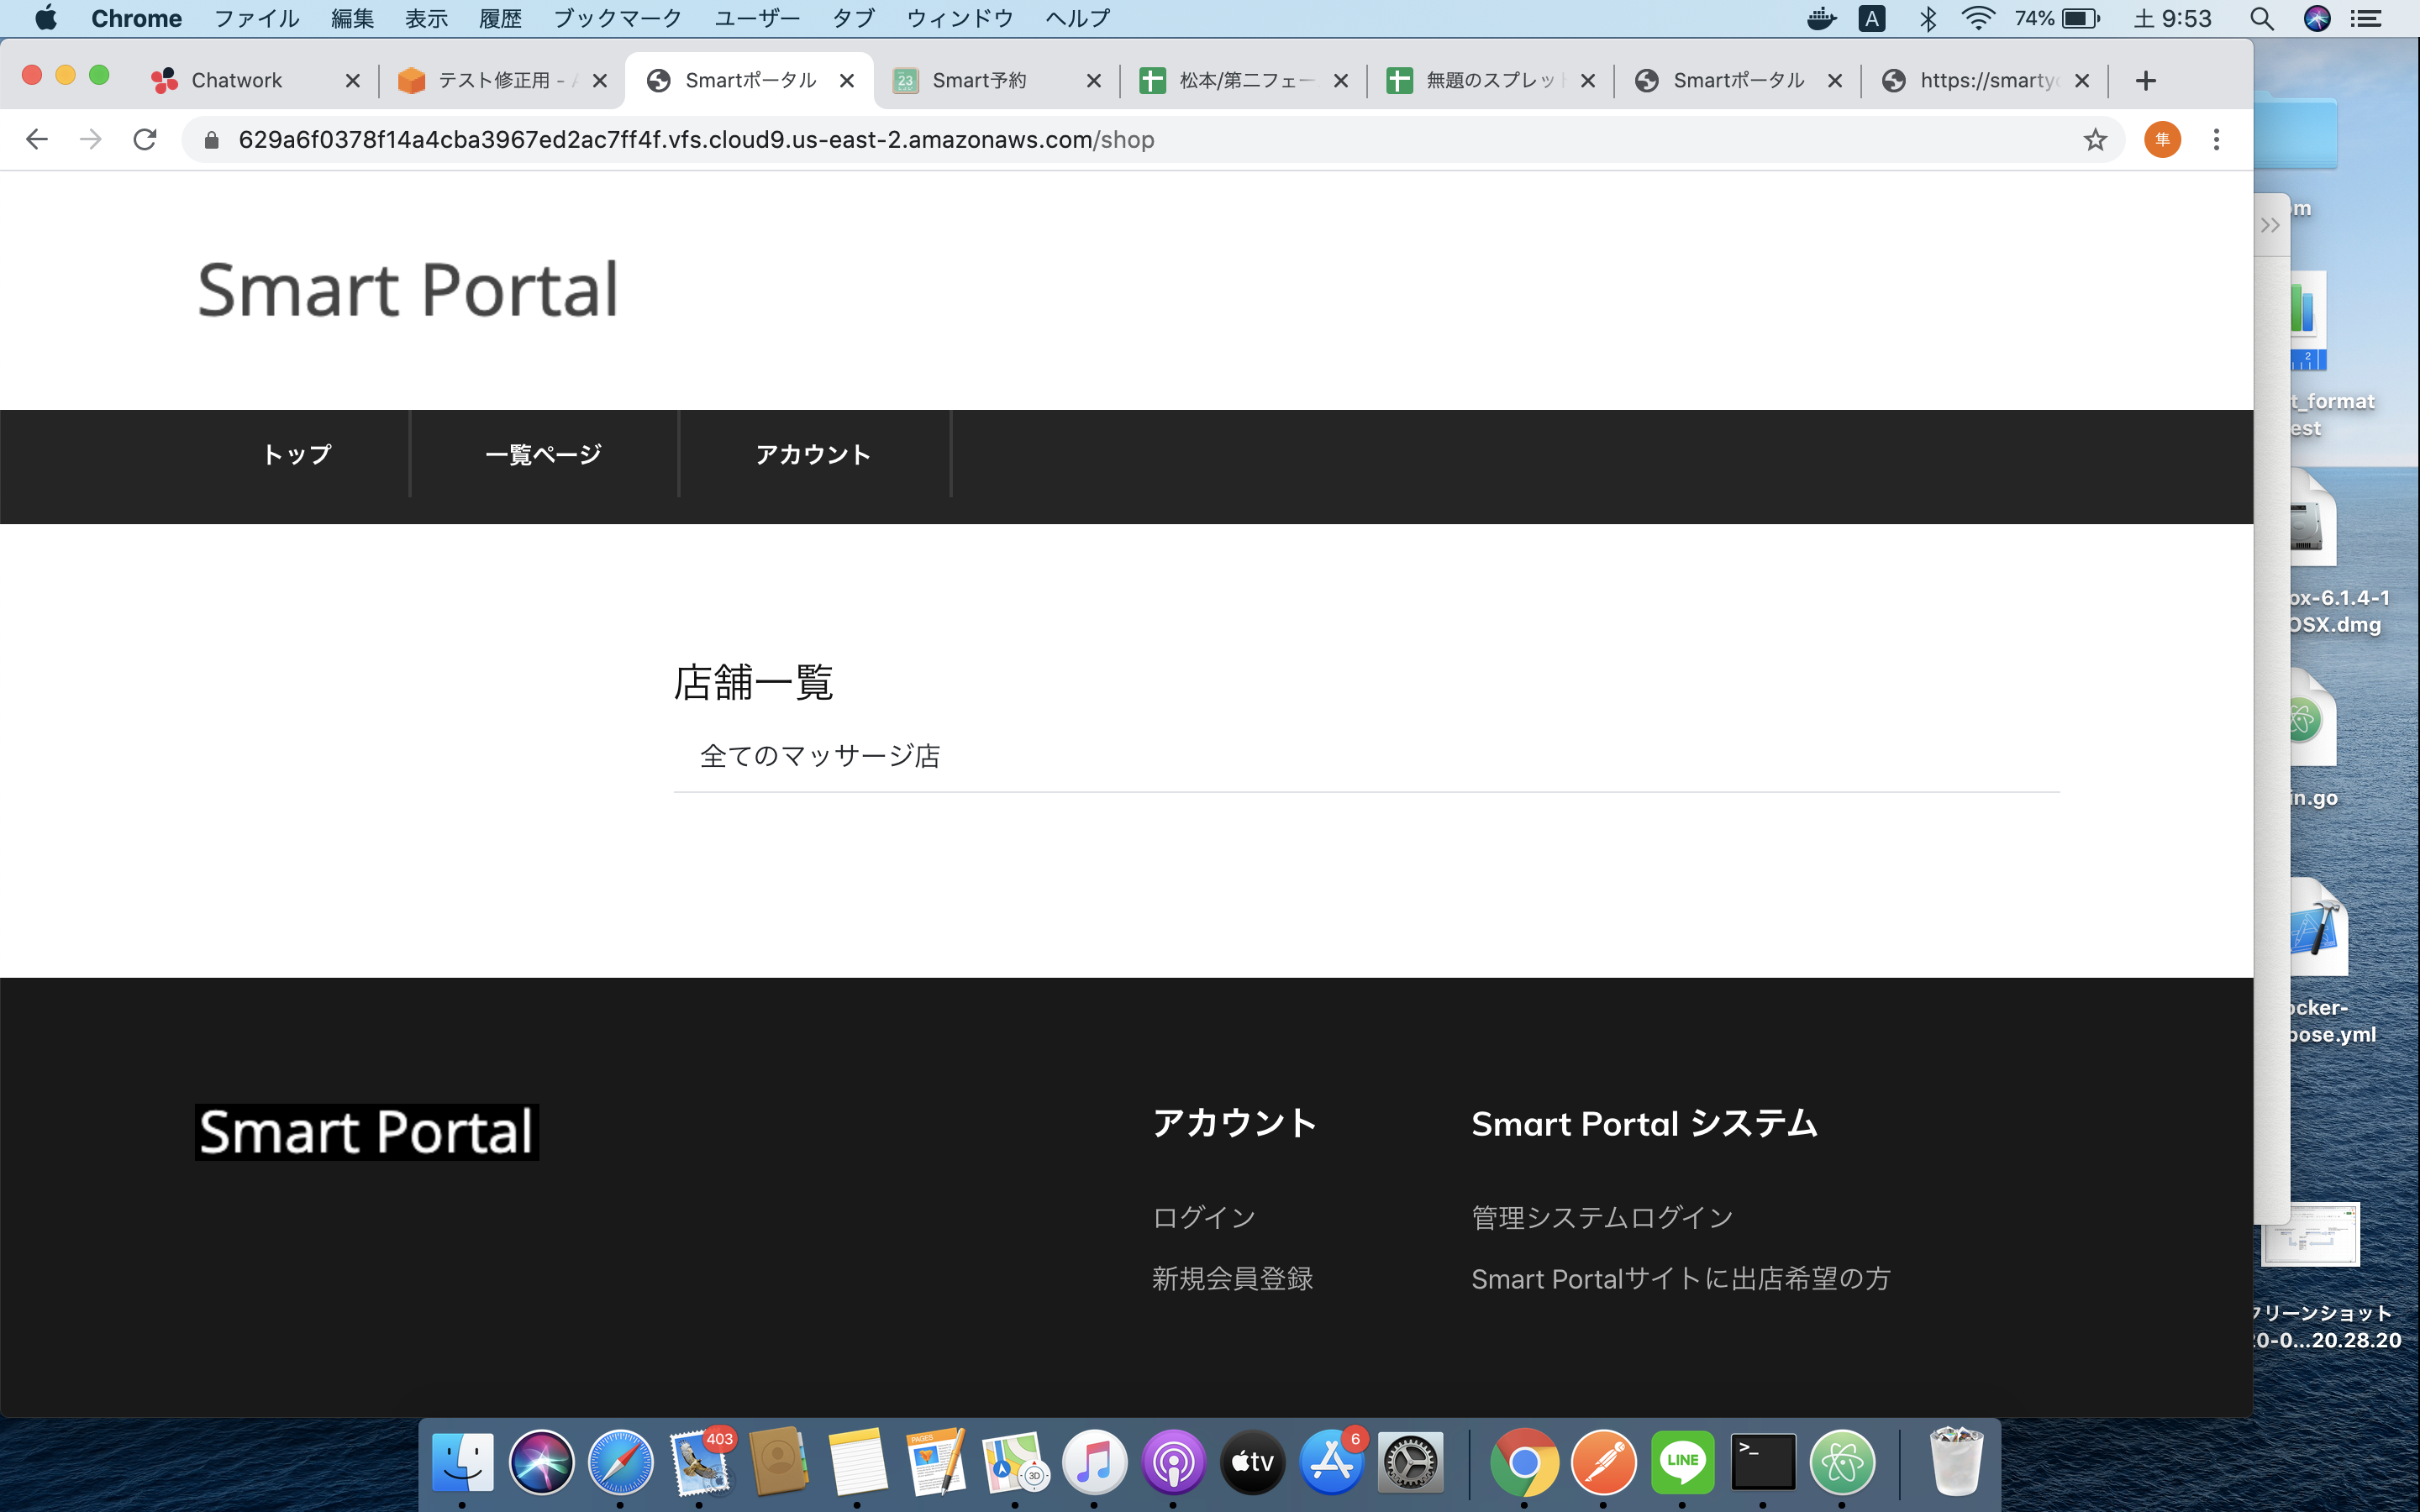 Chrome ファイル 編集 表示 履歴 ブックマーク ユーザー タブ ウィンドウ ヘルプ A 74% 土 9:53
Chatwork テスト修正用 - Smartポータル 23 Smart予約 松本/第二フェー 無題のスプレッ Smartポータル https://smarty
629a6f0378f14a4cba3967ed2ac7ff4f.vfs.cloud9.us-east-2.amazonaws.com/shop 隼
Smart Portal
トップ 一覧ページ アカウント
店舗一覧
全てのマッサージ店
Smart Portal
アカウント
ログイン
新規会員登録
Smart Portal システム
管理システムログイン
Smart Portalサイトに出店希望の方
om
t_format
est
ox-6.1.4-1
OSX.dmg
in.go
ocker-
pose.yml
クリーンショット
20-0...20.28.20
403 PAGES 3D tv 6 LINE >_